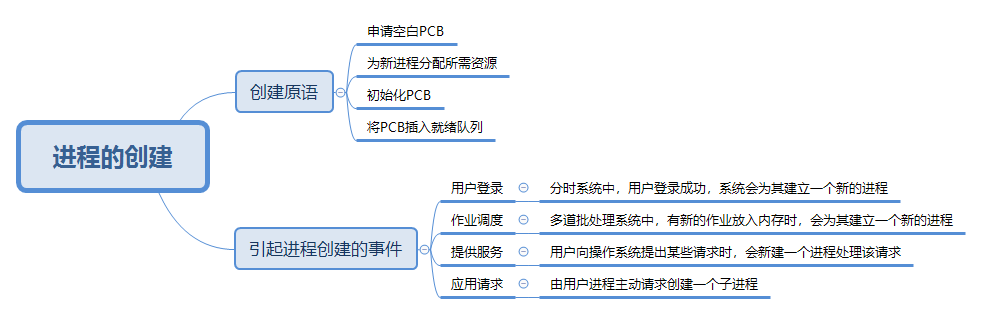 进程的创建
创建原语
申请空白PCB
为新进程分配所需资源
初始化PCB
将PCB插入就绪队列
引起进程创建的事件
用户登录
分时系统中，用户登录成功，系统会为其建立一个新的进程
作业调度
多道批处理系统中，有新的作业放入内存时，会为其建立一个新的进程
提供服务
用户向操作系统提出某些请求时，会新建一个进程处理该请求
应用请求
由用户进程主动请求创建一个子进程